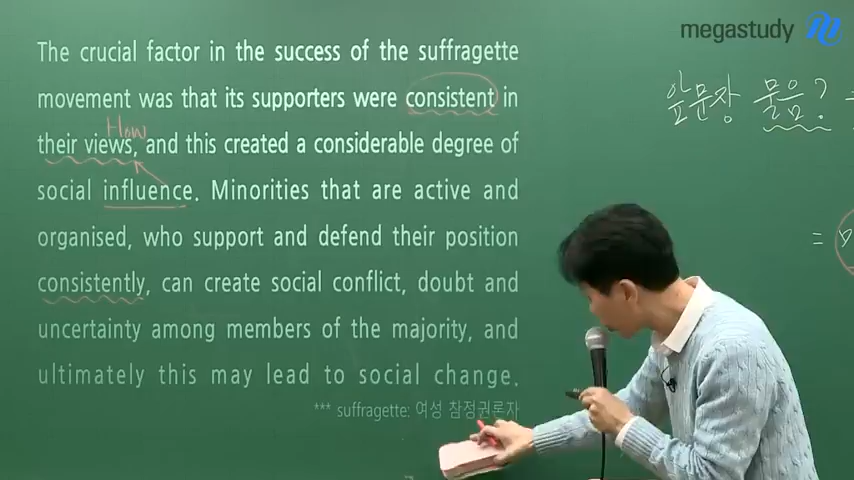 megastudy
The crucial factor in the success of the suffragette
movement was that its supporters were consistent in
How
their views, and this created a considerable degree of
social influence. Minorities that are active and
organised, who support and defend their position
consistently, can create social conflict, doubt and
uncertainty among members of the majority, and
ultimately this may lead to social change.
*** suffragette: 여성 참정권론자
앞문장 물음? =
=